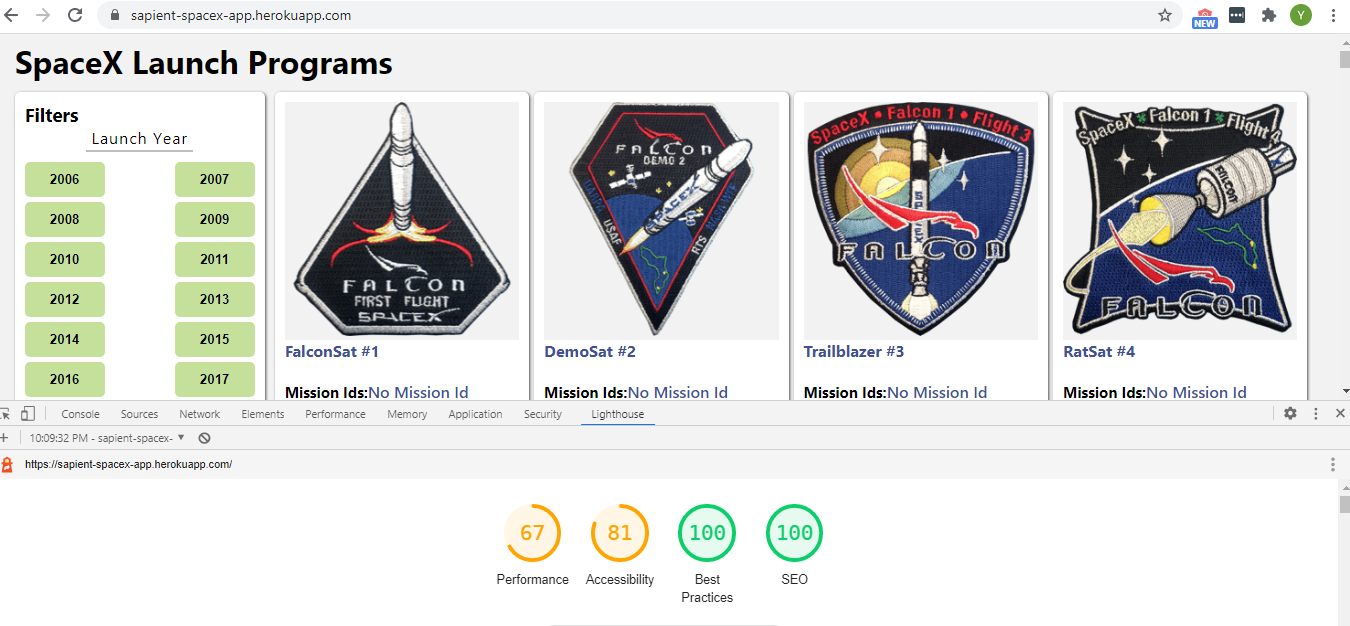 sapient-spacex-app.herokuapp.com
NEW
Y
SpaceX Launch Programs
Filters
Launch Year
2006 2007
2008 2009
2010 2011
2012 2013
2014 2015
2016 2017
FALCON
FIRST FLIGHT
SPACEX
FalconSat #1
Mission Ids:No Mission Id
FALCON
DEMO 2
SPACEX
DARPA USAF
RTS
DemoSat #2
Mission Ids:No Mission Id
SpaceX • Falcon 1 • Flight 3
SPACEX
FALCON
Trailblazer #3
Mission Ids:No Mission Id
SpaceX Falcon 1 Flight 4
FALCON
FALCON
RatSat #4
Mission Ids:No Mission Id
Console Sources Network Elements Performance Memory Application Security Lighthouse
10:09:32 PM - sapient-spacex-
https://sapient-spacex-app.herokuapp.com/
67 81 100 100
Performance Accessibility Best Practices SEO